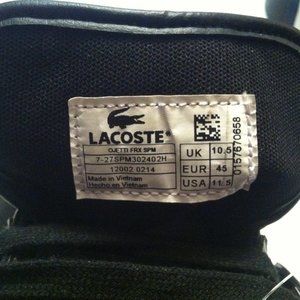 LACOSTE
OJETTI FRX SPM
7-27SPM302402H
12002 0214
Made in Vietnam
Hecho en Vietnam
UK 10.5
EUR 45
USA 11.5
015760658